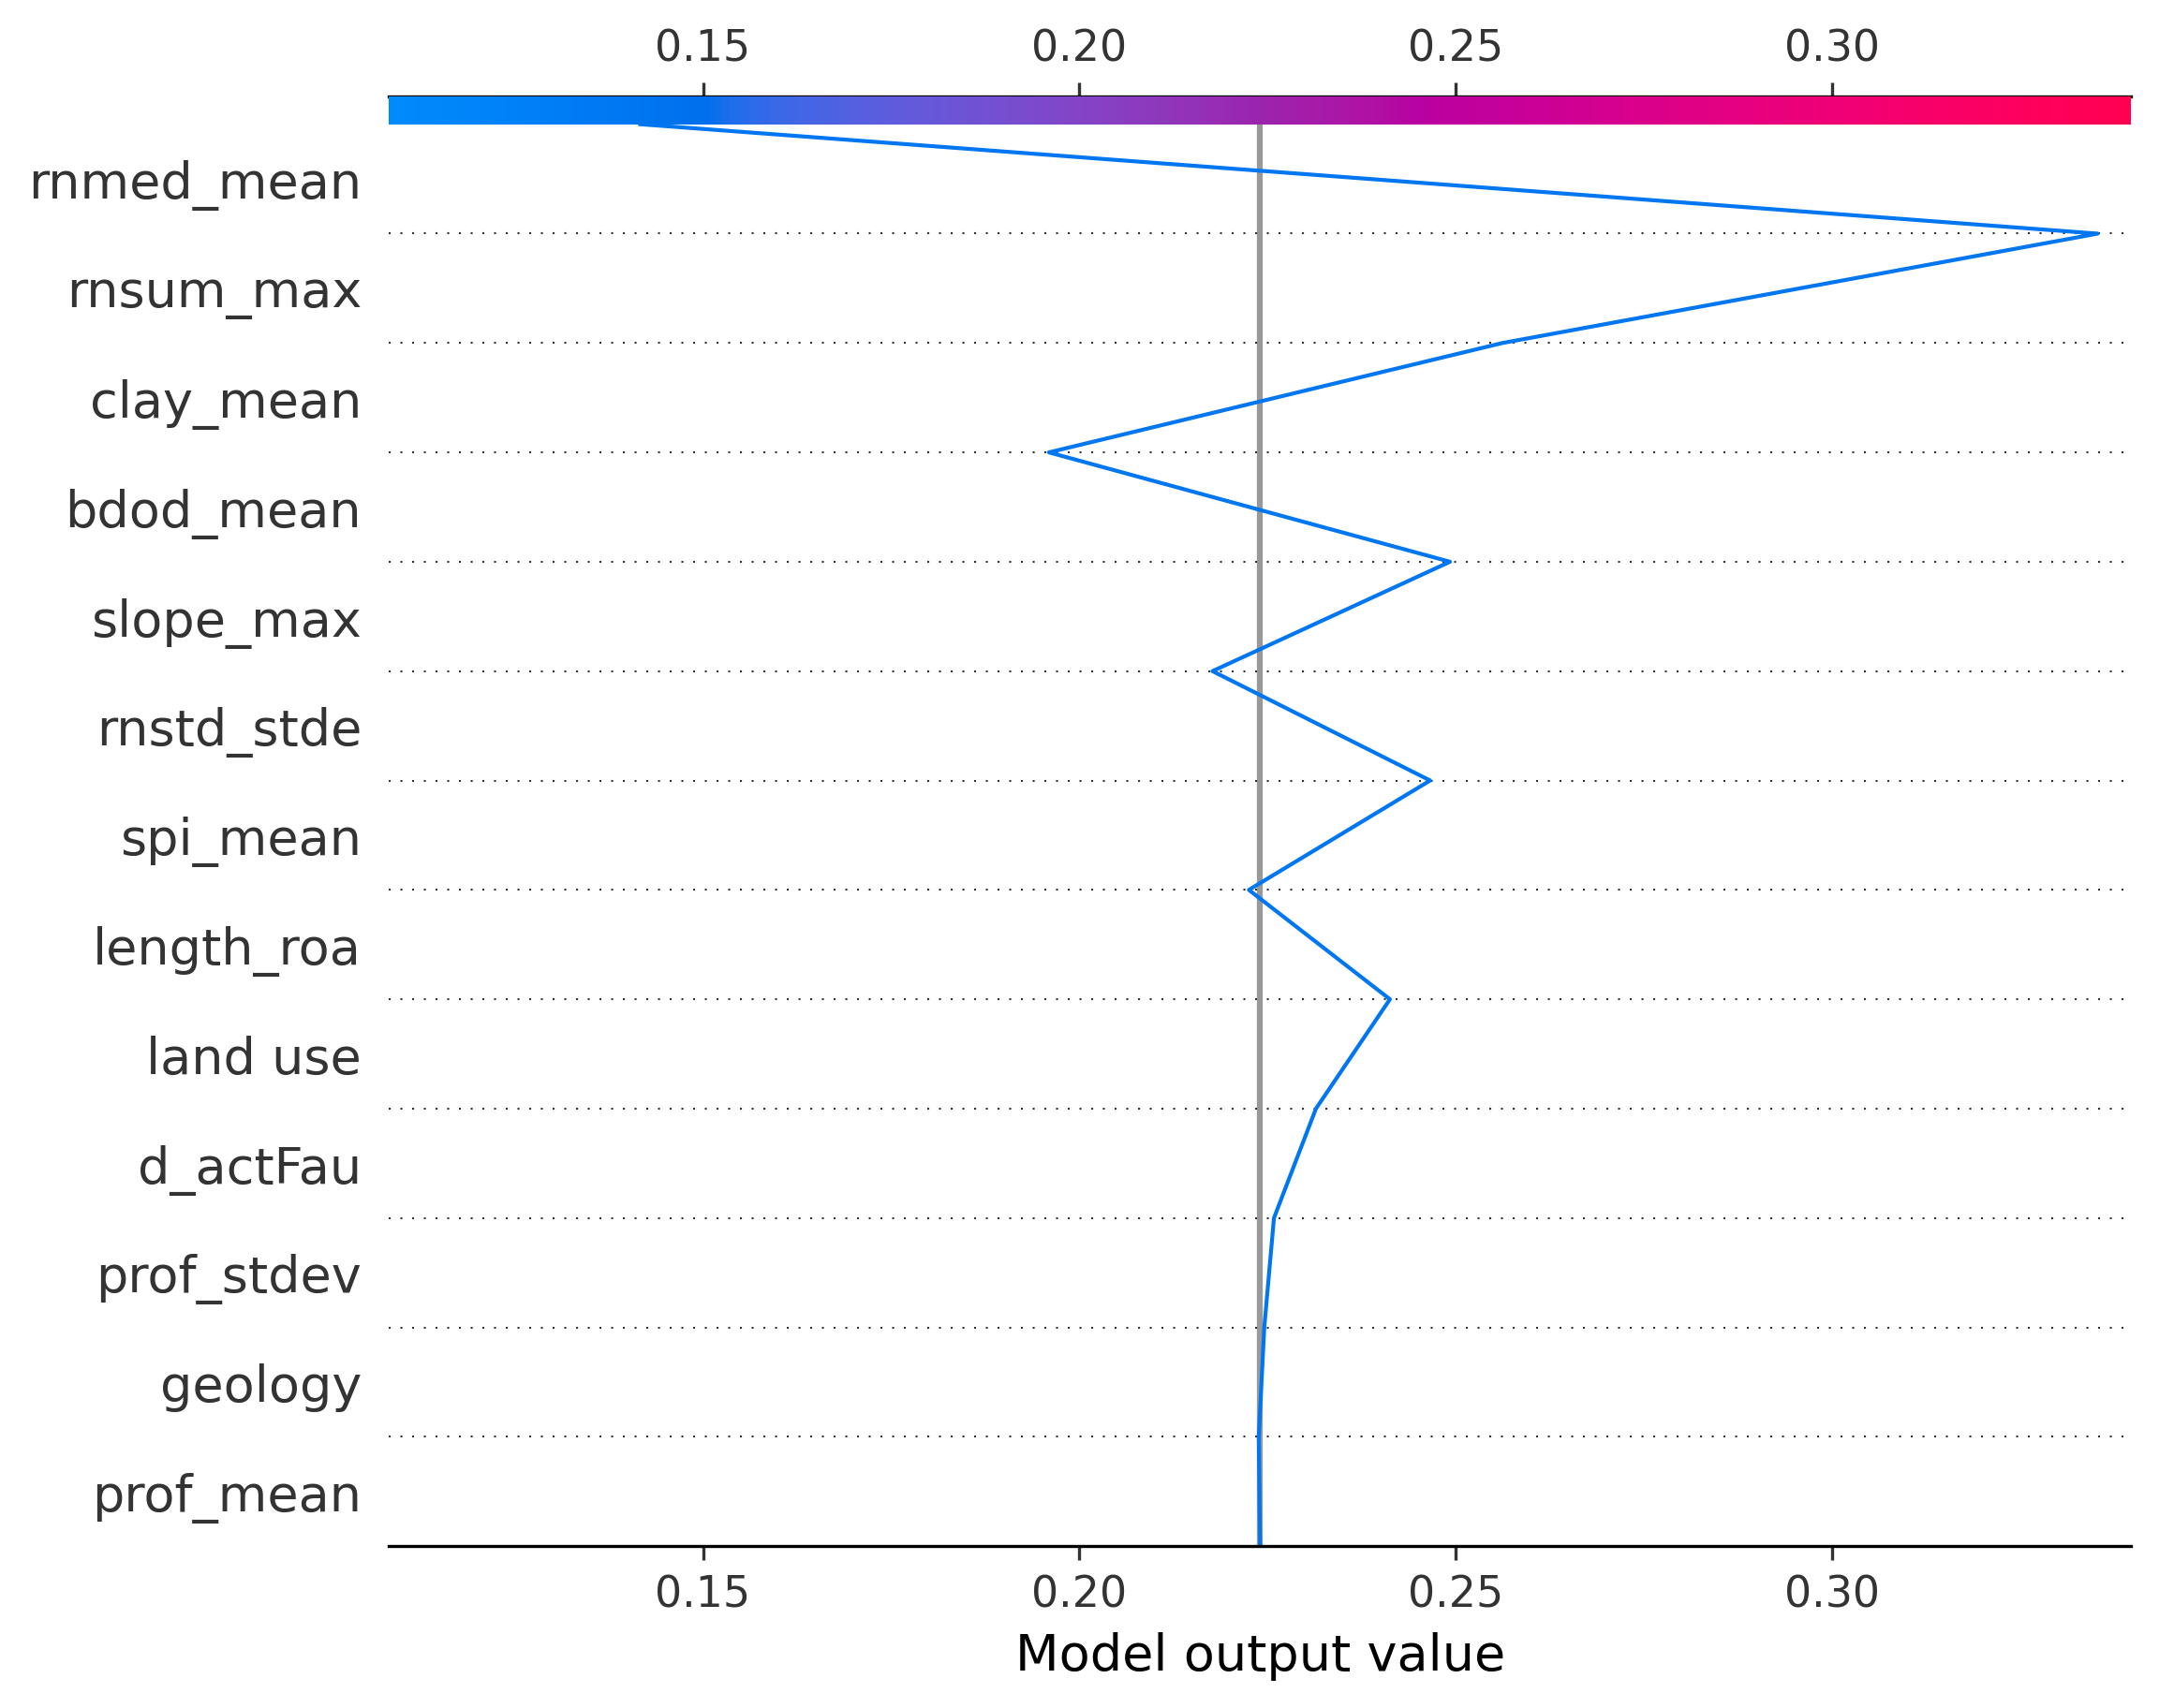 0.15 0.20 0.25 0.30
rnmed_mean
rnsum_max
clay_mean
bdod_mean
slope_max
rnstd_stde
spi_mean
length_roa
land use
d_actFau
prof_stdev
geology
prof_mean
0.15 0.20 0.25 0.30
Model output value